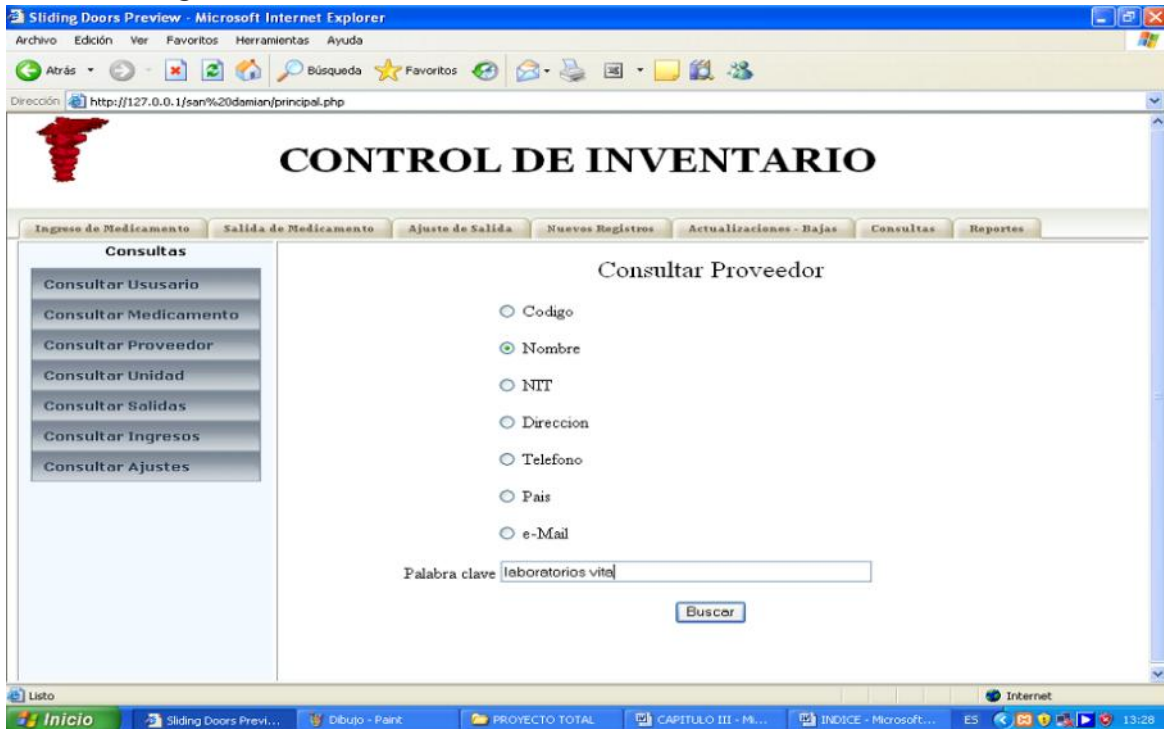 Sliding Doors Preview - Microsoft Internet Explorer
Archivo Edición Ver Favoritos Herramientas Ayuda
Atrás Búsqueda Favoritos
Dirección http://127.0.0.1/san%20damian/principal.php
CONTROL DE INVENTARIO
Ingreso de Medicamento Salida de Medicamento Ajuste de Salida Nuevos Registros Actualizaciones - Bajas Consultas Reportes
Consultas
Consultar Ususario
Consultar Medicamento
Consultar Proveedor
Consultar Unidad
Consultar Salidas
Consultar Ingresos
Consultar Ajustes
Consultar Proveedor
Codigo
Nombre
NIT
Direccion
Telefono
Pais
e-Mail
Palabra clave laboratorios vita
Buscar
Listo Internet
Inicio Sliding Doors Previ... Dibujo - Paint PROYECTO TOTAL CAPITULO III - Mi... INDICE - Microsoft... ES 13:28